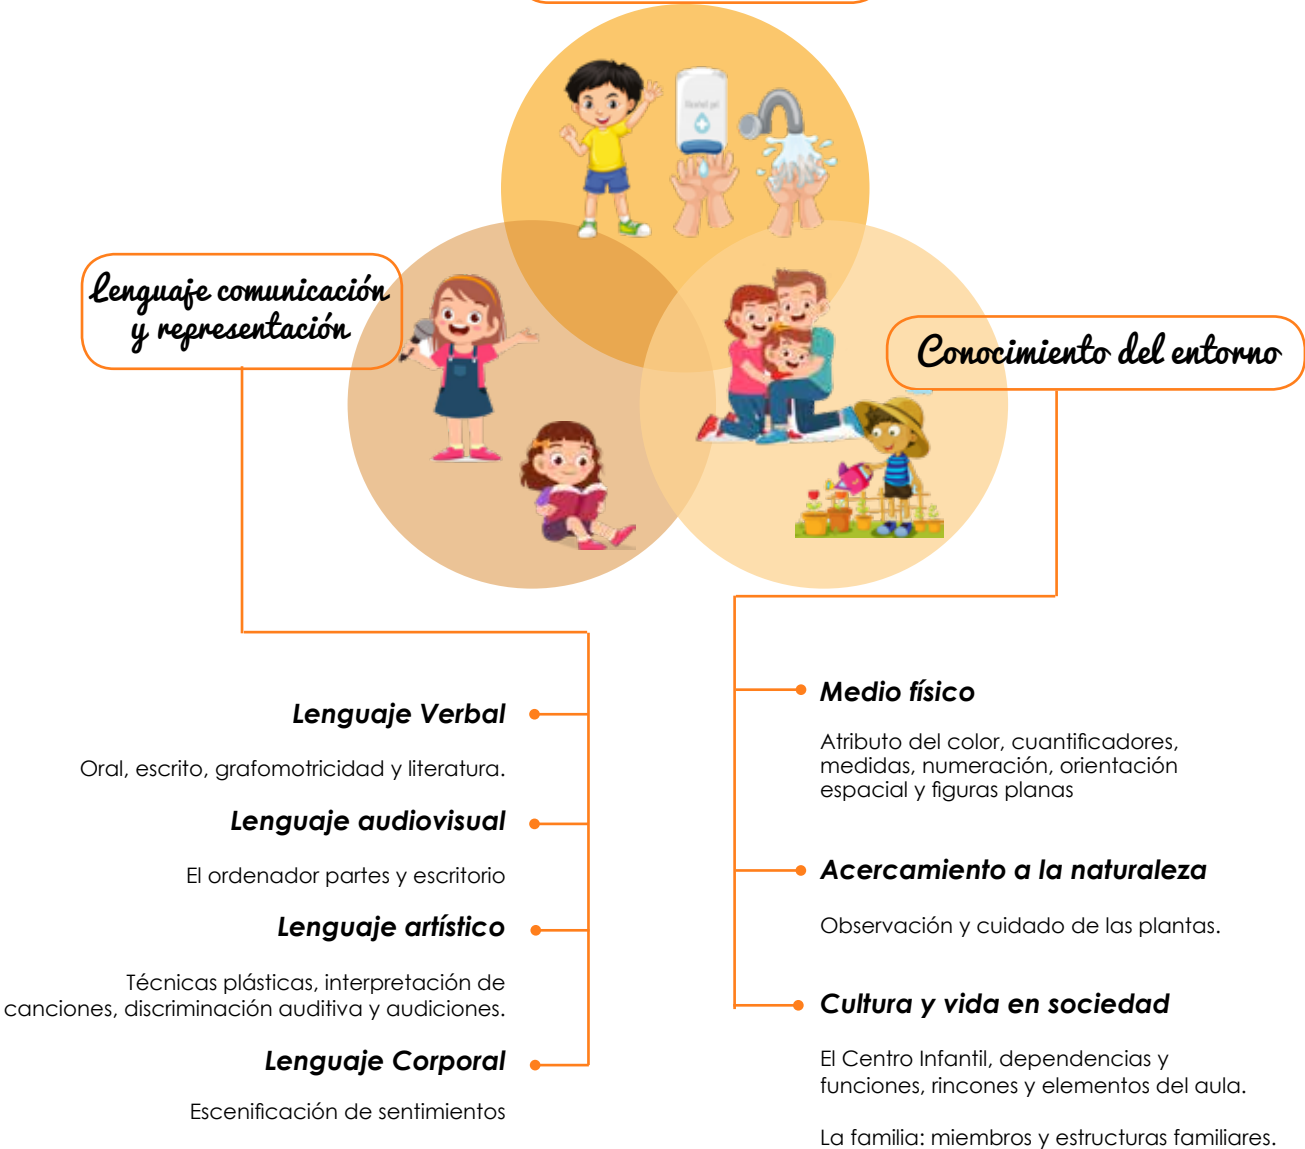 Alcohol gel
Lenguaje comunicación
y representación
Conocimiento del entorno
Lenguaje Verbal
Oral, escrito, grafomotricidad y literatura.
Lenguaje audiovisual
El ordenador partes y escritorio
Lenguaje artístico
Técnicas plásticas, interpretación de
canciones, discriminación auditiva y audiciones.
Lenguaje Corporal
Escenificación de sentimientos
Medio físico
Atributo del color, cuantificadores,
medidas, numeración, orientación
espacial y figuras planas
Acercamiento a la naturaleza
Observación y cuidado de las plantas.
Cultura y vida en sociedad
El Centro Infantil, dependencias y
funciones, rincones y elementos del aula.
La familia: miembros y estructuras familiares.